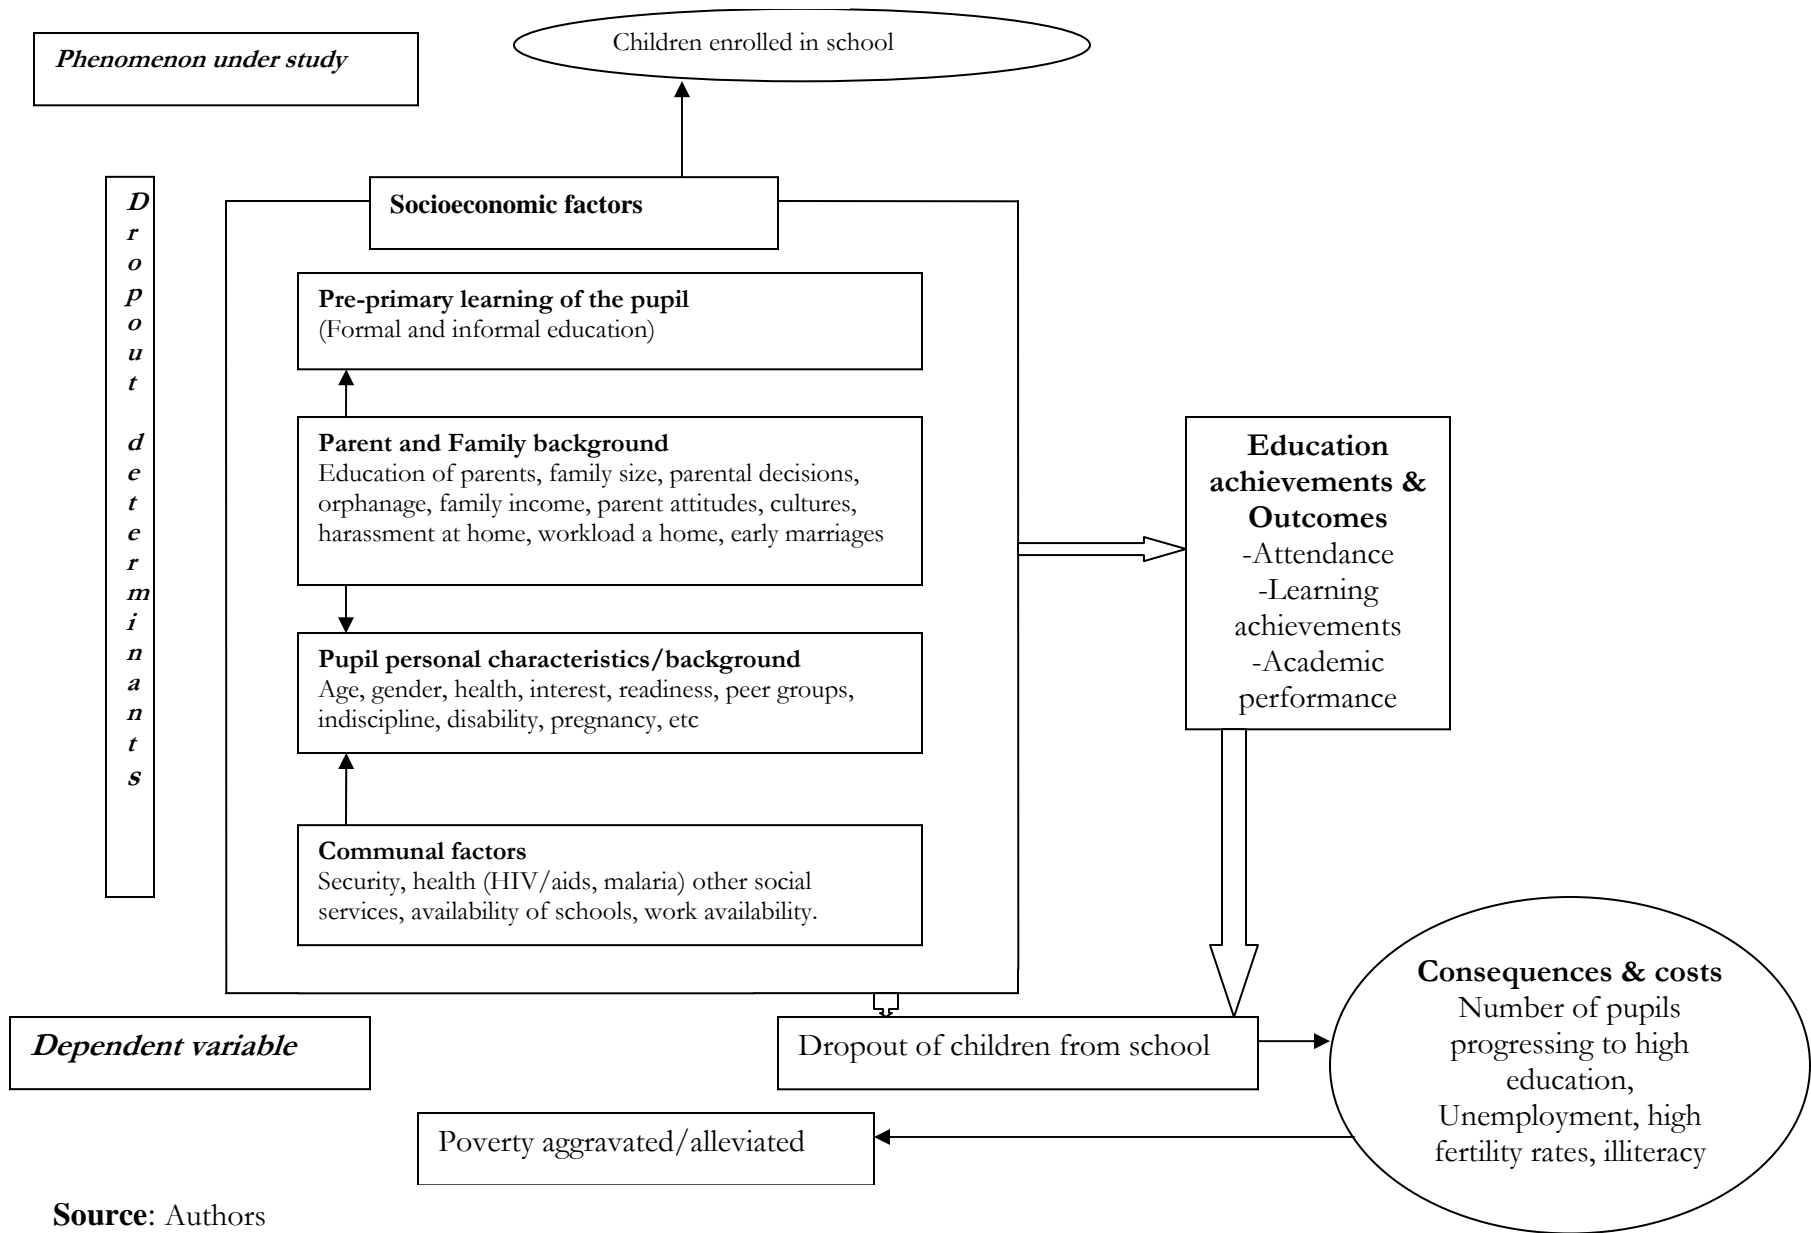 Phenomenon under study
Children enrolled in school
Dropout determinants
Socioeconomic factors
Pre-primary learning of the pupil
(Formal and informal education)
Parent and Family background
Education of parents, family size, parental decisions,
orphanage, family income, parent attitudes, cultures,
harassment at home, workload a home, early marriages
Pupil personal characteristics/background
Age, gender, health, interest, readiness, peer groups,
indiscipline, disability, pregnancy, etc
Communal factors
Security, health (HIV/aids, malaria) other social
services, availability of schools, work availability.
Education
achievements &
Outcomes
-Attendance
-Learning
achievements
-Academic
performance
Dependent variable
Dropout of children from school
Consequences & costs
Number of pupils
progressing to high
education,
Unemployment, high
fertility rates, illiteracy
Poverty aggravated/alleviated
Source: Authors